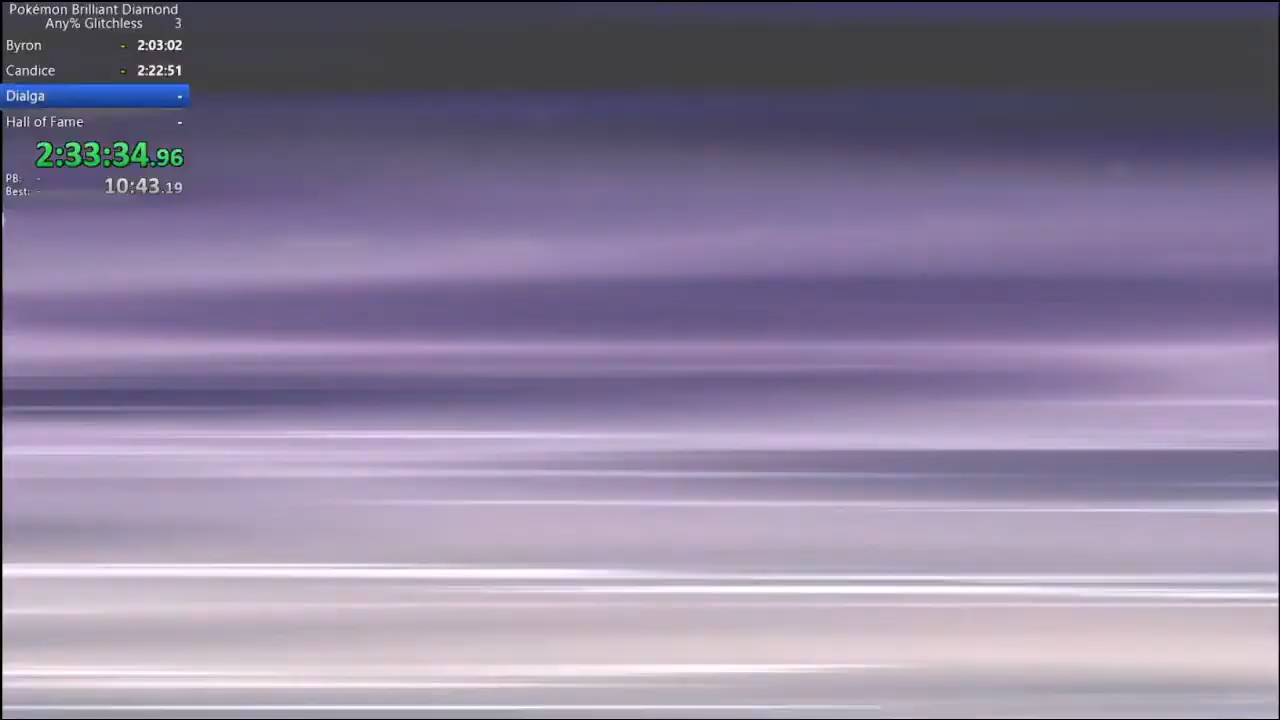 Pokémon Brilliant Diamond
Any% Glitchless 3
Byron - 2:03:02
Candice - 2:22:51
Dialga -
Hall of Fame -
2:33:34.96
PB: -
Best: - 10:43.19